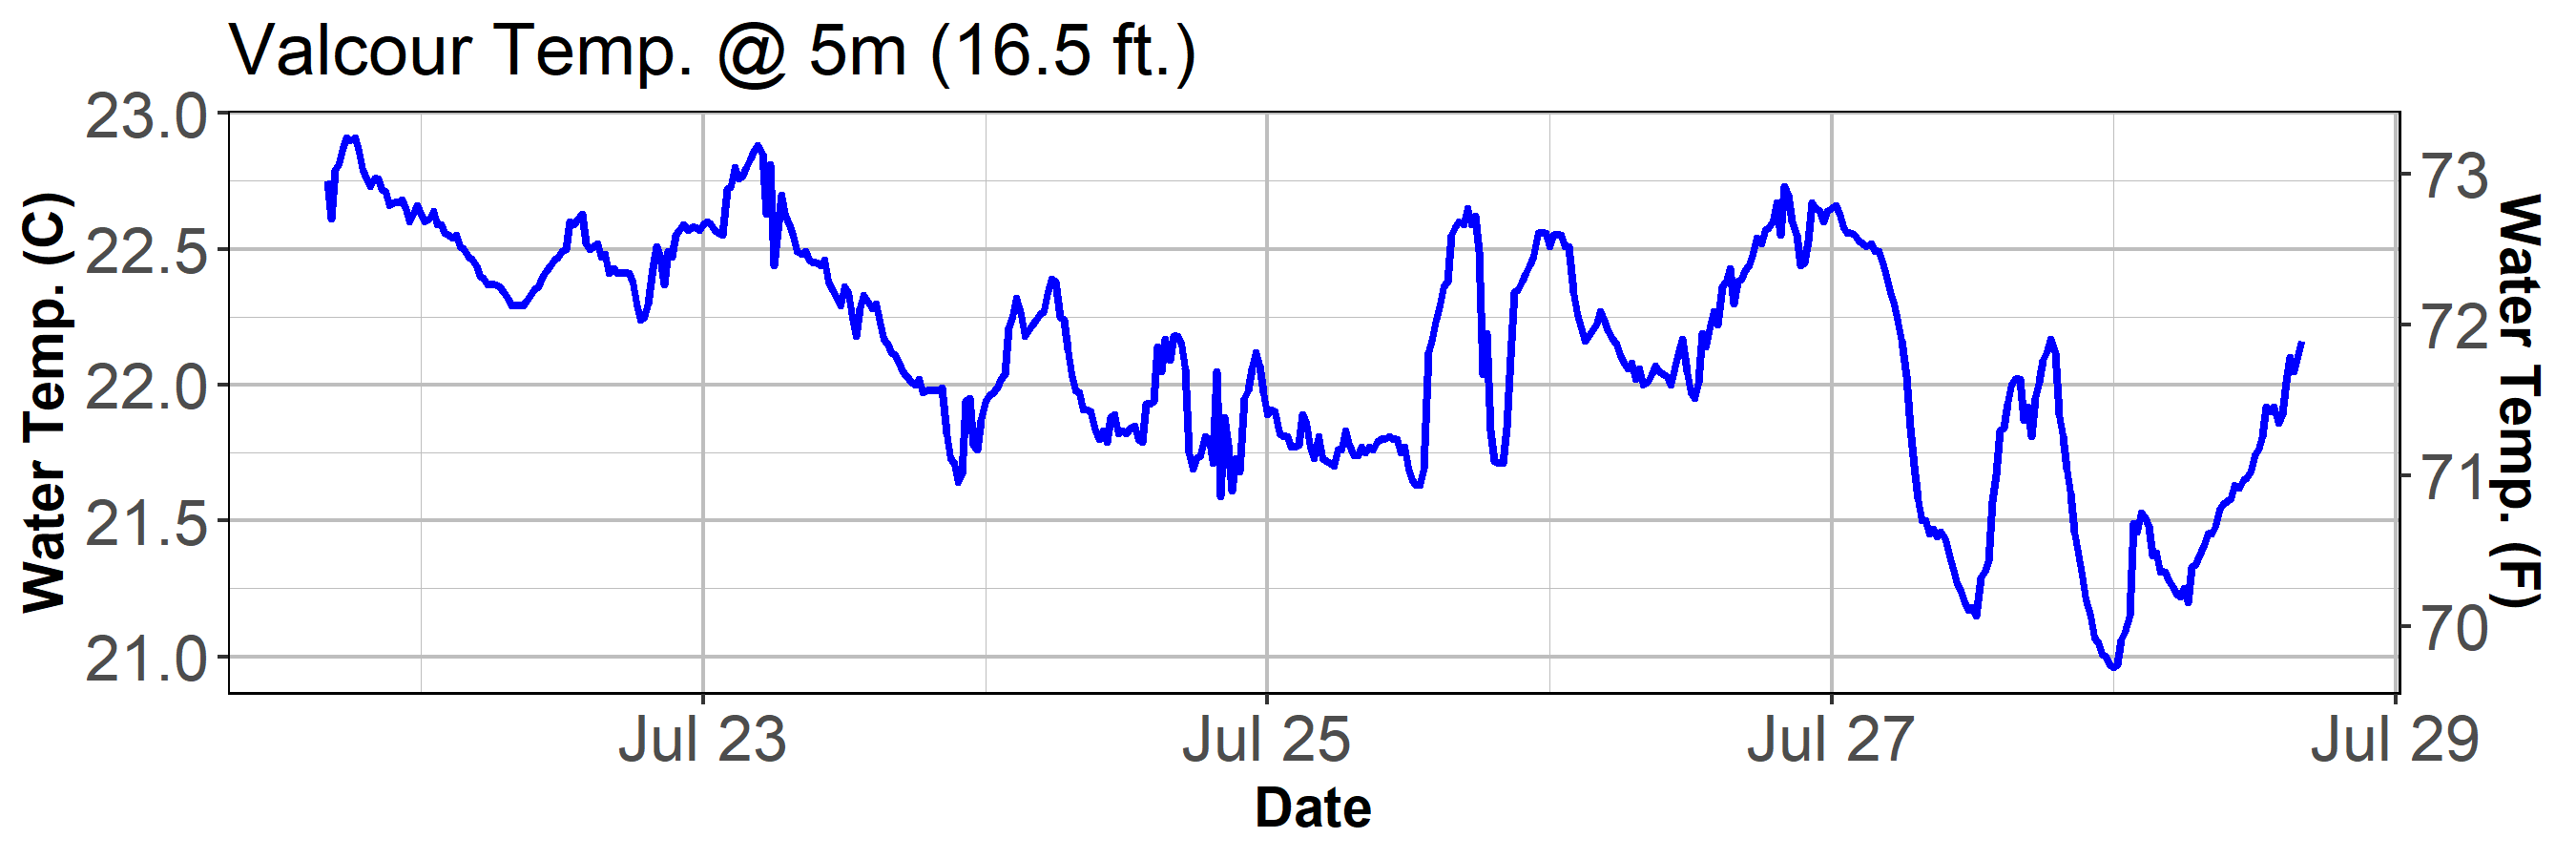 Valcour Temp. @ 5m (16.5 ft.)
Water Temp. (C)
23.0
22.5
22.0
21.5
21.0
73
72
71
70
Water Temp. (F)
Jul 23
Jul 25
Jul 27
Jul 29
Date